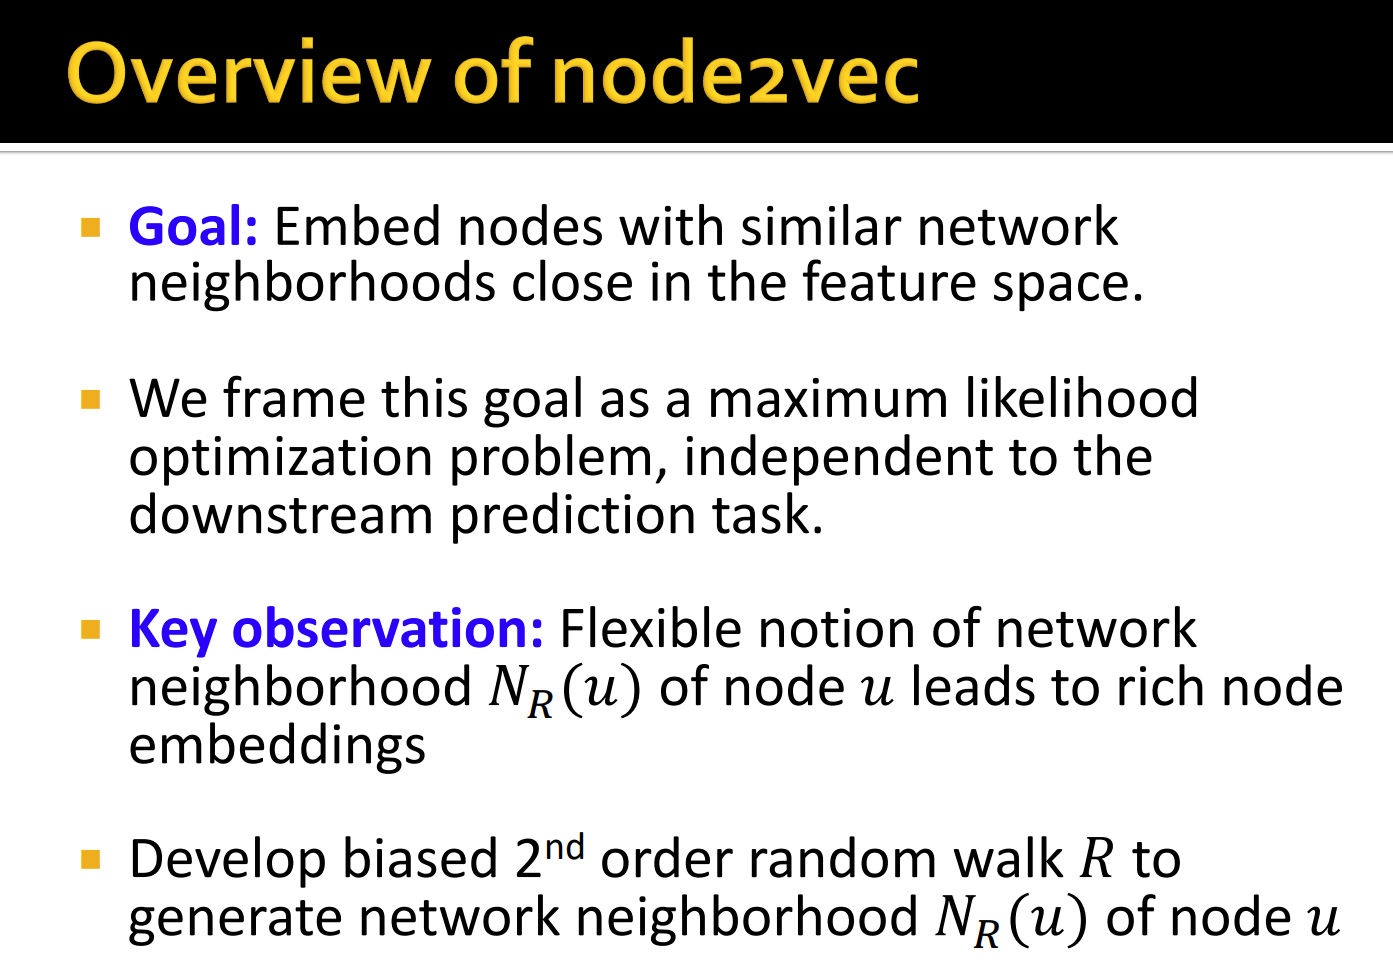 Overview of node2vec
Goal: Embed nodes with similar network
neighborhoods close in the feature space.
We frame this goal as a maximum likelihood
optimization problem, independent to the
downstream prediction task.
Key observation: Flexible notion of network
neighborhood N_R(u) of node u leads to rich node
embeddings
Develop biased 2nd order random walk R to
generate network neighborhood N_R(u) of node u